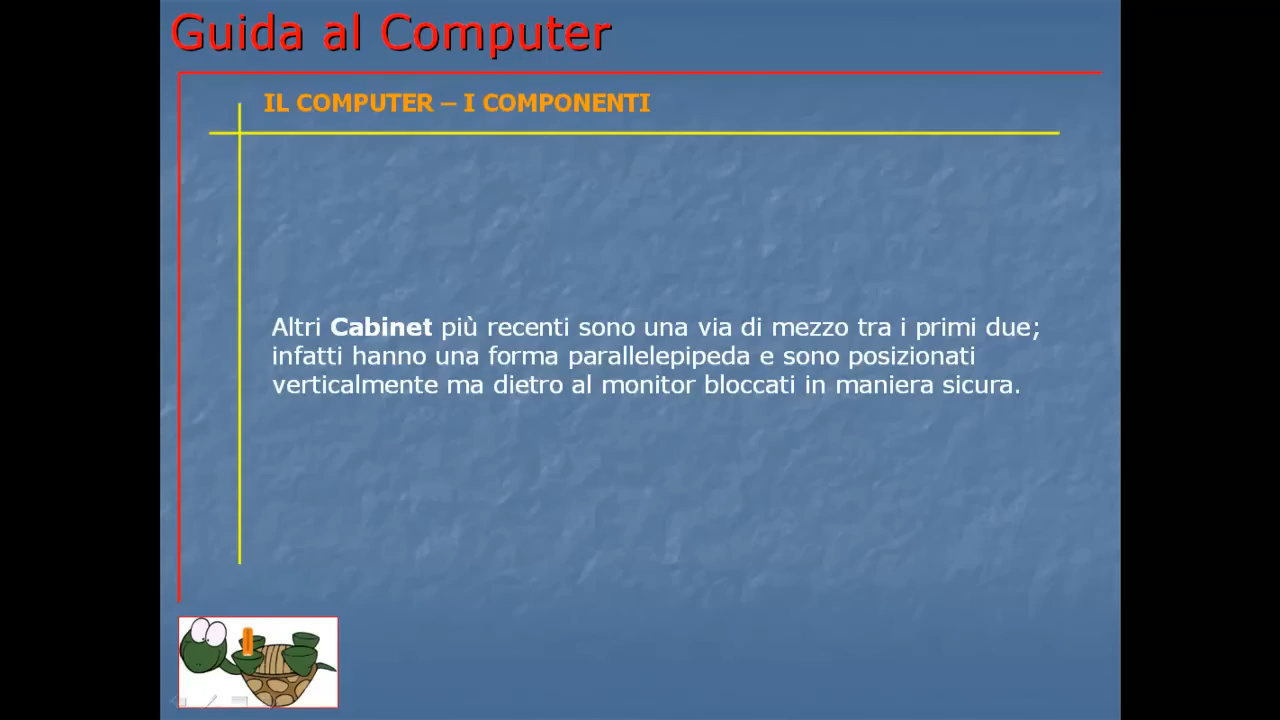 Guida al Computer
IL COMPUTER – I COMPONENTI
Altri Cabinet più recenti sono una via di mezzo tra i primi due;
infatti hanno una forma parallelepipeda e sono posizionati
verticalmente ma dietro al monitor bloccati in maniera sicura.